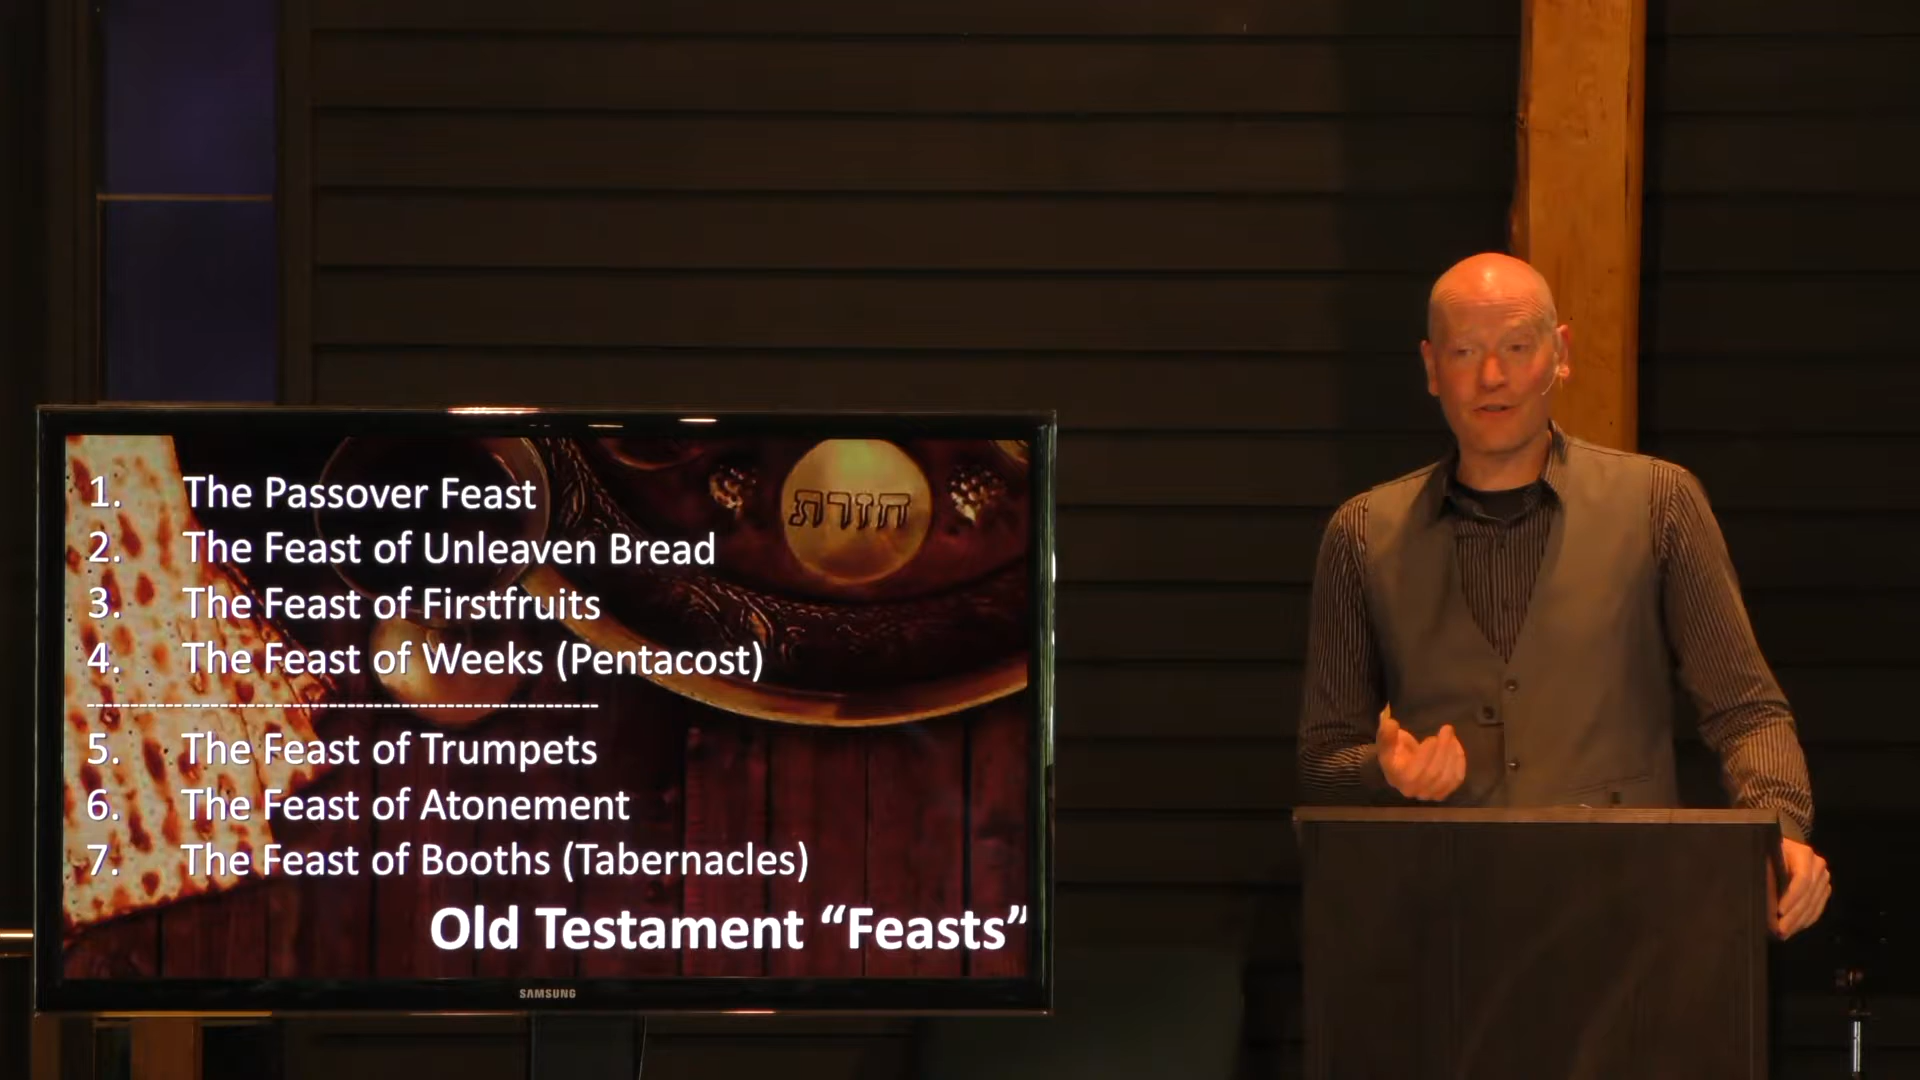 1. The Passover Feast
2. The Feast of Unleaven Bread
3. The Feast of Firstfruits
4. The Feast of Weeks (Pentacost)
------------------------------------------------------------
5. The Feast of Trumpets
6. The Feast of Atonement
7. The Feast of Booths (Tabernacles)
Old Testament “Feasts”
חזרת
SAMSUNG